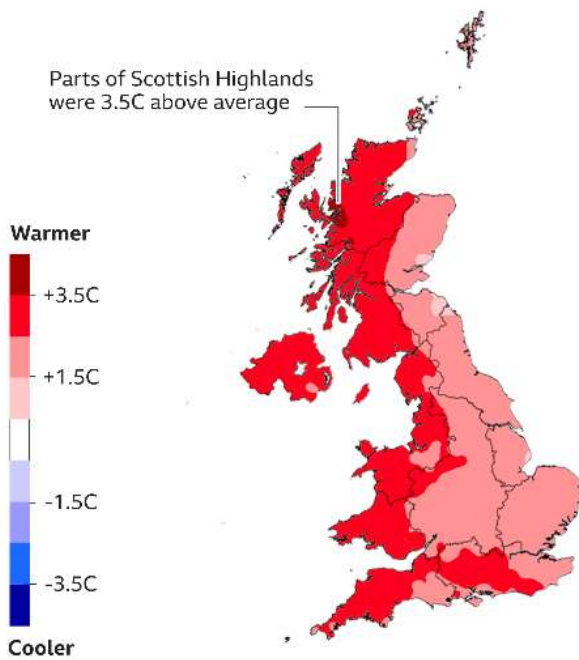 Parts of Scottish Highlands
were 3.5C above average
Warmer
+3.5C
+1.5C
-1.5C
-3.5C
Cooler